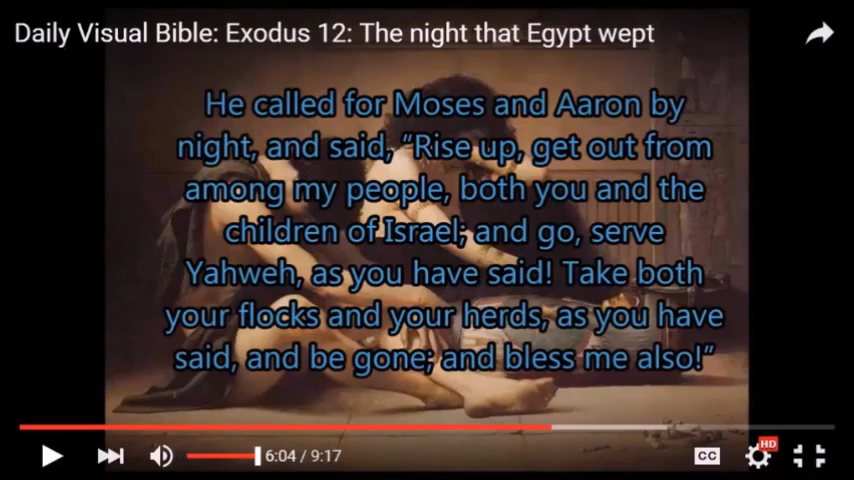 Daily Visual Bible: Exodus 12: The night that Egypt wept
He called for Moses and Aaron by
night, and said, “Rise up, get out from
among my people, both you and the
children of Israel; and go, serve
Yahweh, as you have said! Take both
your flocks and your herds, as you have
said, and be gone; and bless me also!”
6:04 / 9:17
CC
HD